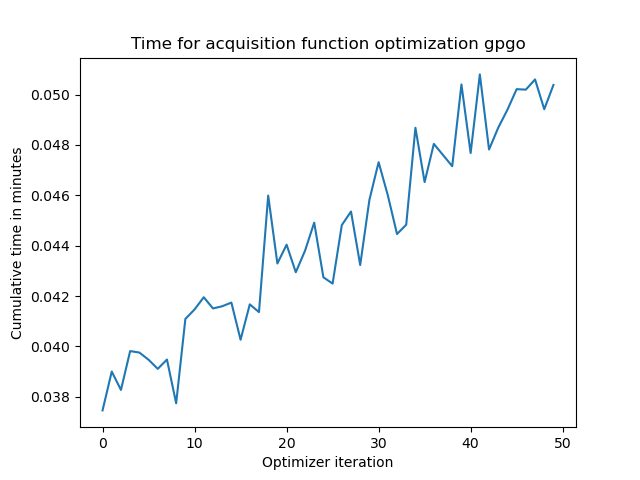 Time for acquisition function optimization gpgo
Cumulative time in minutes
0.050
0.048
0.046
0.044
0.042
0.040
0.038
0 10 20 30 40 50
Optimizer iteration